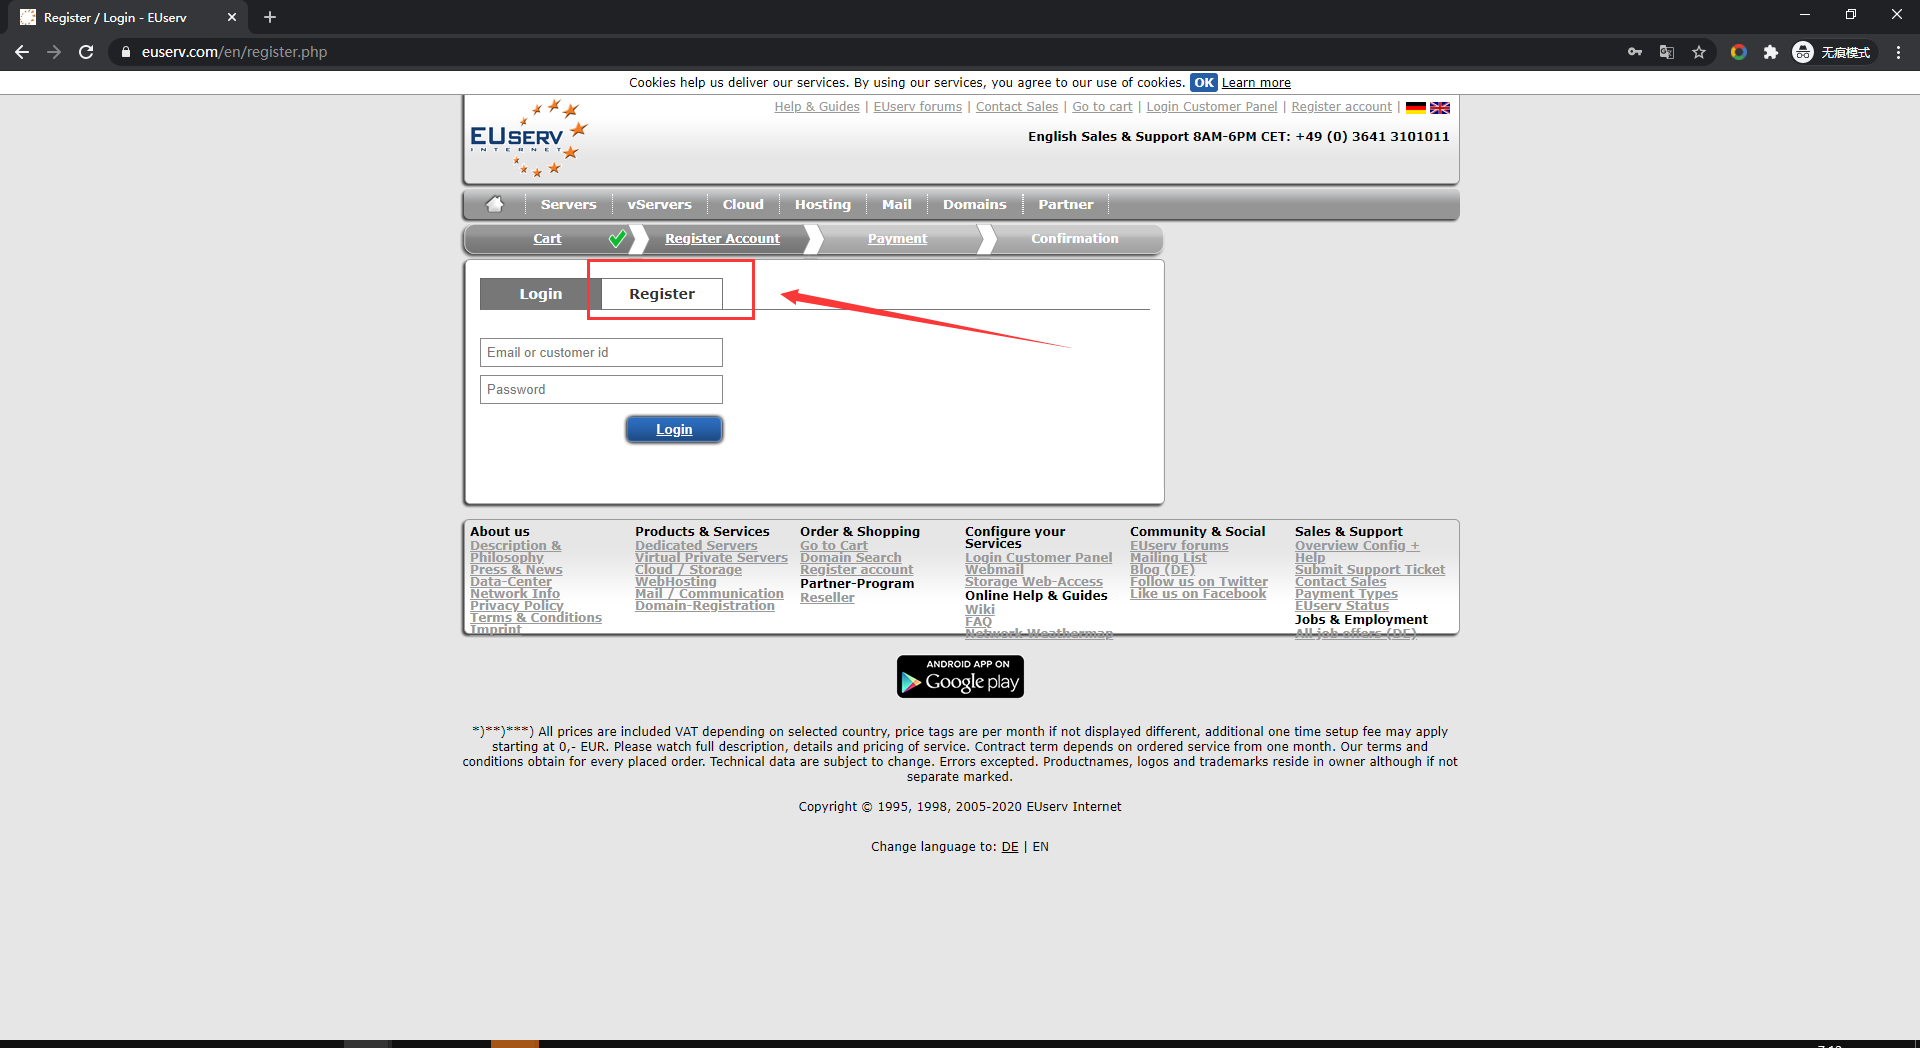 Register / Login - EUserv
euserv.com/en/register.php
无痕模式
Cookies help us deliver our services. By using our services, you agree to our use of cookies. OK Learn more
Help & Guides | EUserv forums | Contact Sales | Go to cart | Login Customer Panel | Register account |
EUSERV
INTERNET
English Sales & Support 8AM-6PM CET: +49 (0) 3641 3101011
Servers vServers Cloud Hosting Mail Domains Partner
Cart Register Account Payment Confirmation
Login Register
Email or customer id
Password
Login
About us
Description &
Philosophy
Press & News
Data-Center
Network Info
Privacy Policy
Terms & Conditions
Imprint
Products & Services
Dedicated Servers
Virtual Private Servers
Cloud / Storage
WebHosting
Mail / Communication
Domain-Registration
Order & Shopping
Go to Cart
Domain Search
Register account
Partner-Program
Reseller
Configure your
Services
Login Customer Panel
Webmail
Storage Web-Access
Online Help & Guides
Wiki
FAQ
Network Weathermap
Community & Social
EUserv forums
Mailing List
Blog (DE)
Follow us on Twitter
Like us on Facebook
Sales & Support
Overview Config +
Help
Submit Support Ticket
Contact Sales
Payment Types
EUserv Status
Jobs & Employment
All job offers (DE)
ANDROID APP ON
Google play
*)**)***) All prices are included VAT depending on selected country, price tags are per month if not displayed different, additional one time setup fee may apply
starting at 0,- EUR. Please watch full description, details and pricing of service. Contract term depends on ordered service from one month. Our terms and
conditions obtain for every placed order. Technical data are subject to change. Errors excepted. Productnames, logos and trademarks reside in owner although if not
separate marked.
Copyright © 1995, 1998, 2005-2020 EUserv Internet
Change language to: DE | EN